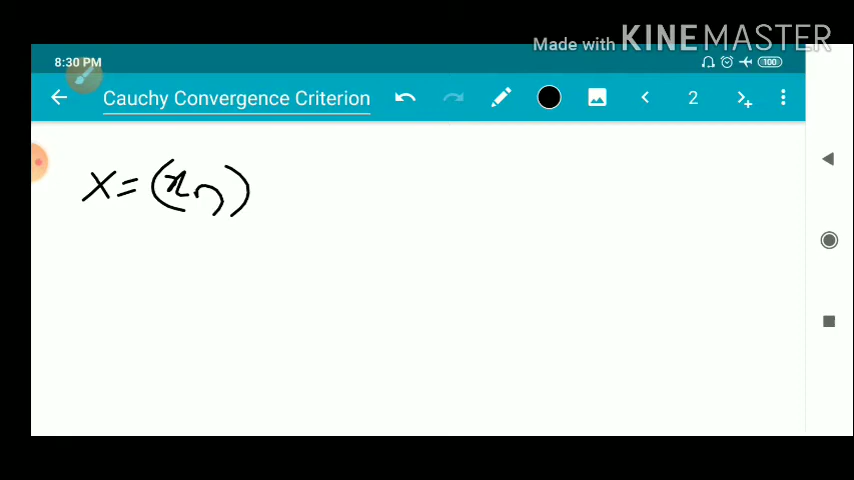 Made with KINEMASTER
8:30 PM 100
Cauchy Convergence Criterion 2
X = (xn)